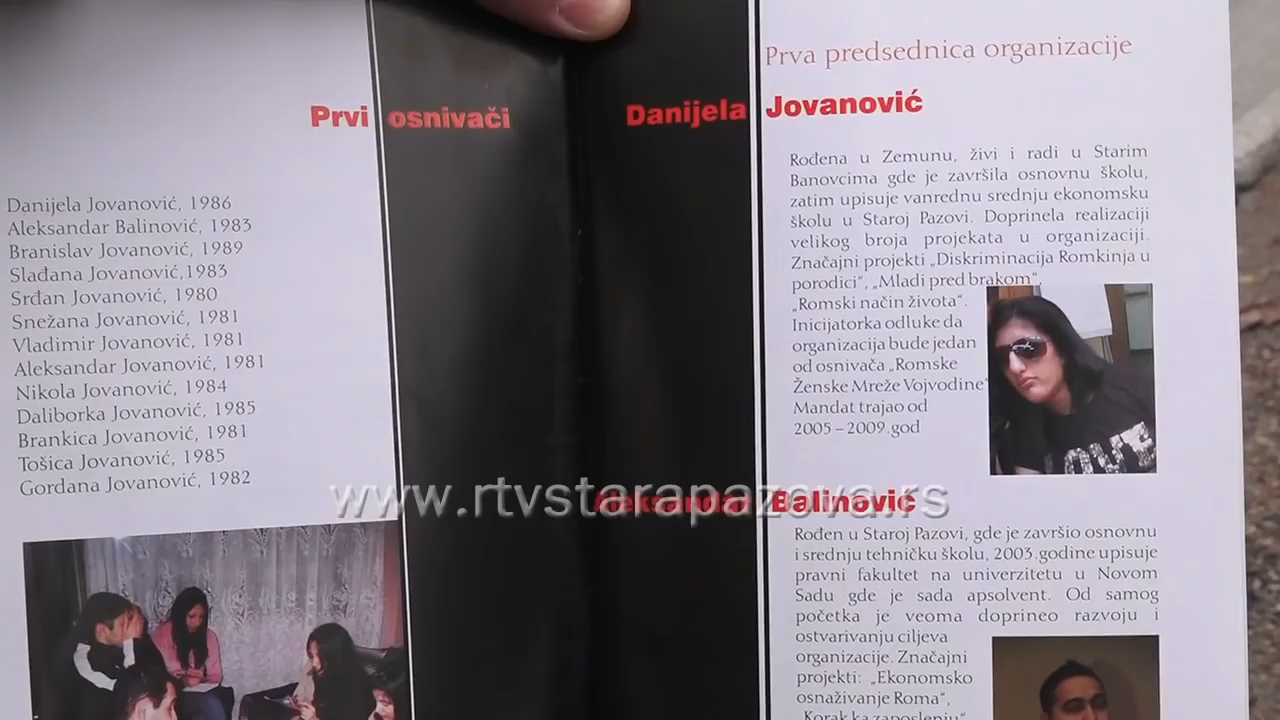 Prvi osnivači
Danijela Jovanović, 1986
Aleksandar Balinović, 1983
Branislav Jovanović, 1989
Slađana Jovanović,1983
Srđan Jovanović, 1980
Snežana Jovanović, 1981
Vladimir Jovanović, 1981
Aleksandar Jovanović, 1981
Nikola Jovanović, 1984
Daliborka Jovanović, 1985
Brankica Jovanović, 1981
Tošica Jovanović, 1985
Gordana Jovanović, 1982
Prva predsednica organizacije
Danijela Jovanović
Rođena u Zemunu, živi i radi u Starim
Banovcima gde je završila osnovnu školu,
zatim upisuje vanrednu srednju ekonomsku
školu u Staroj Pazovi. Doprinela realizaciji
velikog broja projekata u organizaciji.
Značajni projekti „Diskriminacija Romkinja u
porodici“, „Mladi pred brakom“
„Romski način života“.
Inicijatorka odluke da
organizacija bude jedan
od osnivača „Romske
Ženske Mreže Vojvodine“
Mandat trajao od
2005 – 2009.god
OVE
Aleksandar Balinović
Rođen u Staroj Pazovi, gde je završio osnovnu
i srednju tehničku školu, 2003.godine upisuje
pravni fakultet na univerzitetu u Novom
Sadu gde je sada apsolvent. Od samog
početka je veoma doprineo razvoju i
ostvarivanju ciljeva
organizacije. Značajni
projekti: „Ekonomsko
osnaživanje Roma“,
„Korak ka zaposlenju“
www.rtvstarapazova.rs